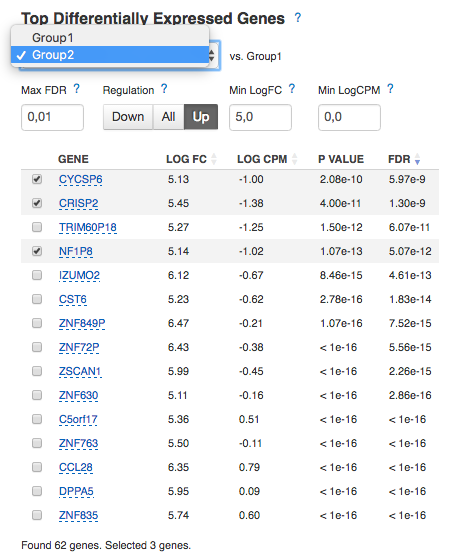 Top Differentially Expressed Genes ?
Group1
✓ Group2
vs. Group1
Max FDR ? Regulation ? Min LogFC ? Min LogCPM ?
0,01 Down All Up 5,0 0,0
GENE LOG FC LOG CPM P VALUE FDR
CYCSP6 5.13 -1.00 2.08e-10 5.97e-9
CRISP2 5.45 -1.38 4.00e-11 1.30e-9
TRIM60P18 5.27 -1.25 1.50e-12 6.07e-11
NF1P8 5.14 -1.02 1.07e-13 5.07e-12
IZUMO2 6.12 -0.67 8.46e-15 4.61e-13
CST6 5.23 -0.62 2.78e-16 1.83e-14
ZNF849P 6.47 -0.21 1.07e-16 7.52e-15
ZNF72P 6.43 -0.38 < 1e-16 5.56e-15
ZSCAN1 5.99 -0.45 < 1e-16 2.26e-15
ZNF630 5.11 -0.16 < 1e-16 2.86e-16
C5orf17 5.36 0.51 < 1e-16 < 1e-16
ZNF763 5.50 -0.11 < 1e-16 < 1e-16
CCL28 6.35 0.79 < 1e-16 < 1e-16
DPPA5 5.95 0.09 < 1e-16 < 1e-16
ZNF835 5.74 0.60 < 1e-16 < 1e-16
Found 62 genes. Selected 3 genes.